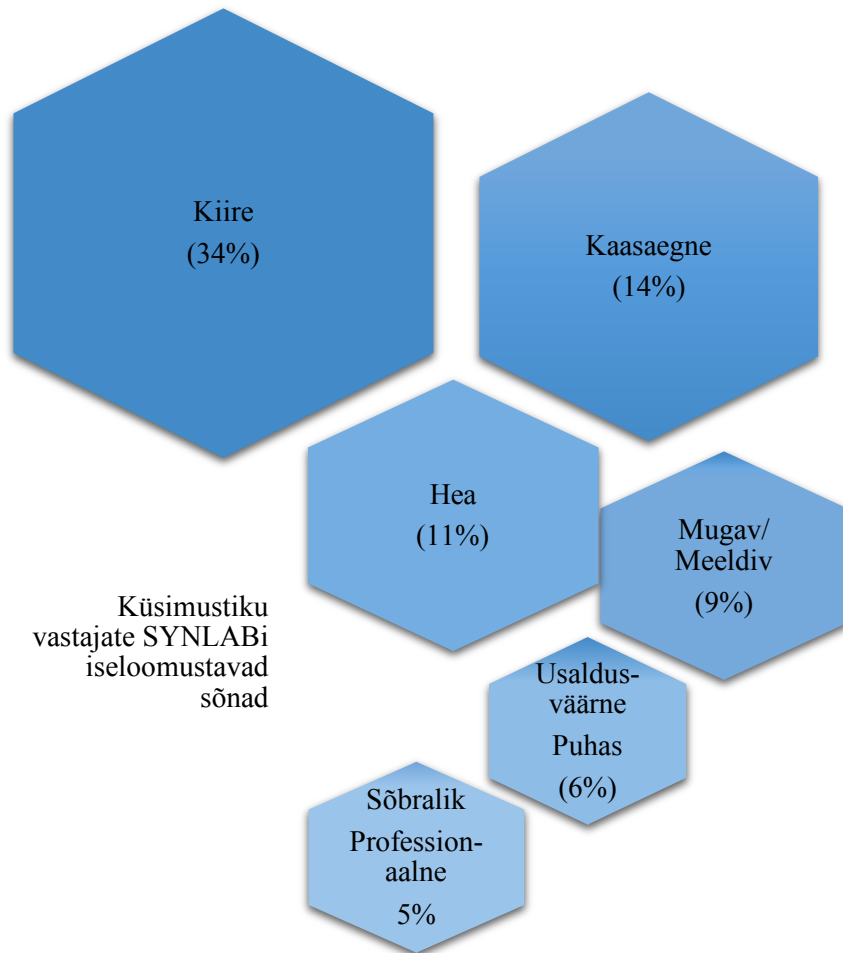 Kiire
(34%)
Kaasaegne
(14%)
Hea
(11%)
Mugav/
Meeldiv
(9%)
Küsimustiku
vastajate SYNLABi
iseloomustavad
sõnad
Usaldus-
väärne
Puhas
(6%)
Sõbralik
Profession-
aalne
5%